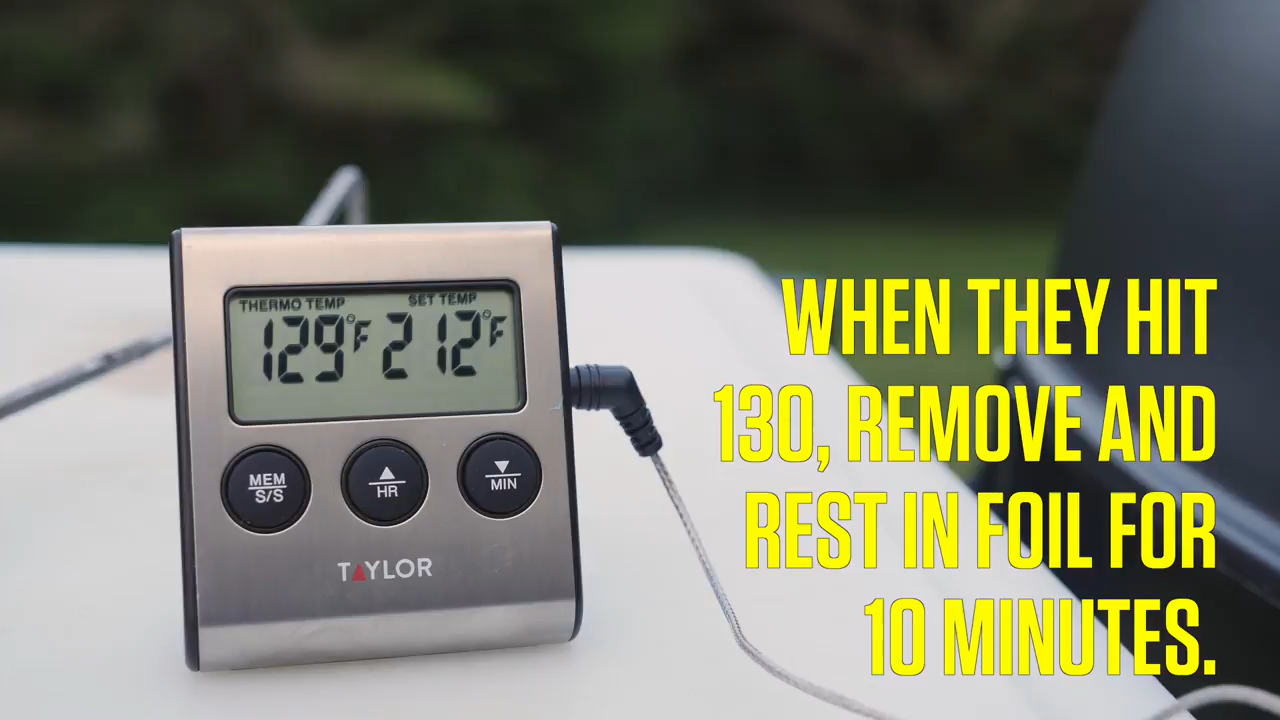 THERMO TEMP SET TEMP
129°F 212°F
MEM HR MIN
S/S
TAYLOR
WHEN THEY HIT
130, REMOVE AND
REST IN FOIL FOR
10 MINUTES.